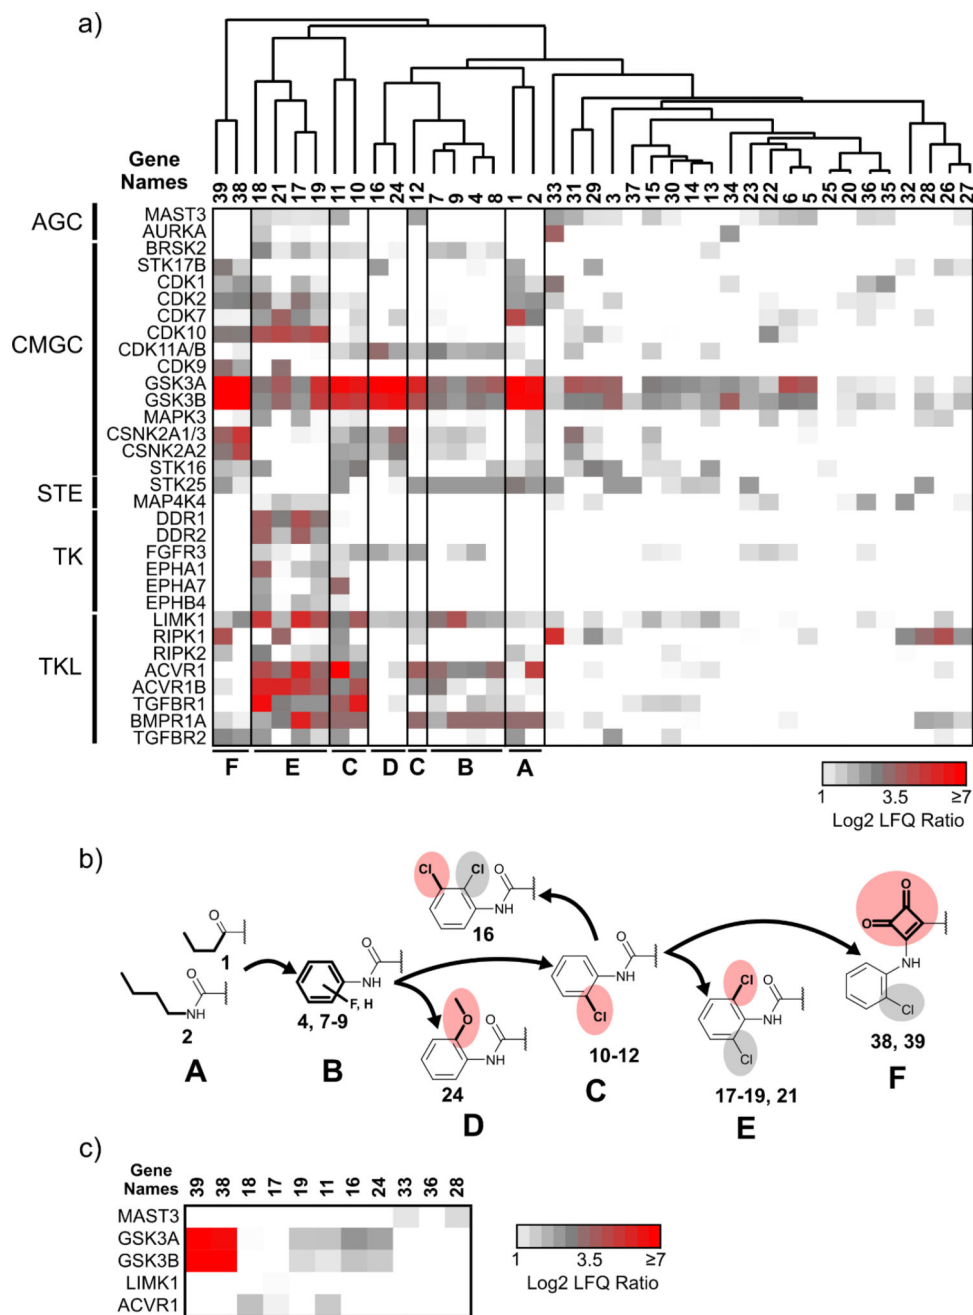 a)
Gene
Names
39 38 18 21 17 19 11 10 16 24 12 7 9 4 8 1 2 33 31 29 3 37 15 30 14 13 34 23 22 6 5 25 20 36 35 32 28 26 27
AGC
MAST3
AURKA
BRSK2
STK17B
CDK1
CDK2
CDK7
CMGC
CDK10
CDK11A/B
CDK9
GSK3A
GSK3B
MAPK3
CSNK2A1/3
CSNK2A2
STK16
STE
STK25
MAP4K4
DDR1
DDR2
TK
FGFR3
EPHA1
EPHA7
EPHB4
LIMK1
RIPK1
TKL
RIPK2
ACVR1
ACVR1B
TGFBR1
BMPR1A
TGFBR2
F E C D C B A
1 3.5 ≥7
Log2 LFQ Ratio
b)
Cl Cl O
NH
16
O
1
O
NH
2
A
O
NH
F, H
4, 7-9
B
O
O
NH
24
D
O
NH
Cl
10-12
C
Cl O
NH
Cl
17-19, 21
E
O
O
NH
Cl
38, 39
F
c)
Gene
Names
39 38 18 17 19 11 16 24 33 36 28
MAST3
GSK3A
GSK3B
LIMK1
ACVR1
1 3.5 ≥7
Log2 LFQ Ratio